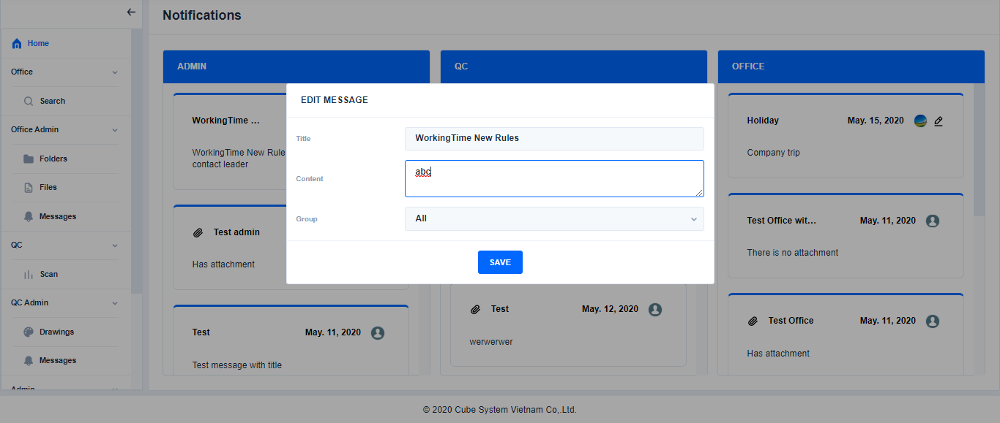 Notifications
Home
Office
Search
Office Admin
Folders
Files
Messages
QC
Scan
QC Admin
Drawings
Messages
Admin
ADMIN
WorkingTime ...
WorkingTime New Rule
contact leader
Test admin
Has attachment
Test May. 11, 2020
Test message with title
QC
Test May. 12, 2020
werwerwer
OFFICE
Holiday May. 15, 2020
Company trip
Test Office wit... May. 11, 2020
There is no attachment
Test Office May. 11, 2020
Has attachment
EDIT MESSAGE
Title WorkingTime New Rules
Content abc
Group All
SAVE
© 2020 Cube System Vietnam Co,.Ltd.